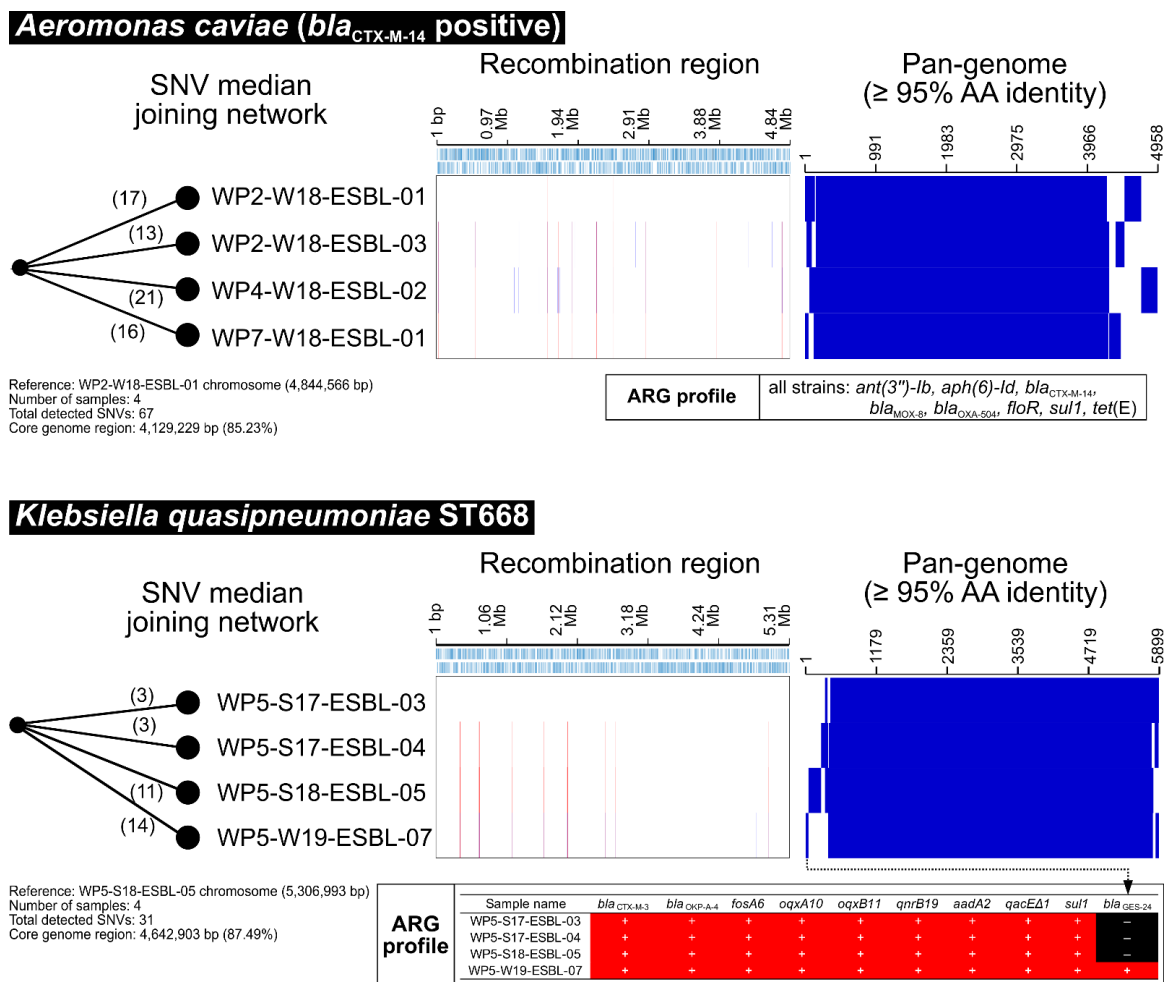 Aeromonas caviae (blaCTX-M-14 positive)
SNV median
joining network
Recombination region
Pan-genome
(≥ 95% AA identity)
1 bp
0.97
Mb
1.94
Mb
2.91
Mb
3.88
Mb
4.84
Mb
1
991
1983
2975
3966
4958
(17)
WP2-W18-ESBL-01
(13)
WP2-W18-ESBL-03
(21)
WP4-W18-ESBL-02
(16)
WP7-W18-ESBL-01
Reference: WP2-W18-ESBL-01 chromosome (4,844,566 bp)
Number of samples: 4
Total detected SNVs: 67
Core genome region: 4,129,229 bp (85.23%)
ARG profile
all strains: ant(3'')-Ib, aph(6)-Id, blaCTX-M-14,
blaMOX-8, blaOXA-504, floR, sul1, tet(E)
Klebsiella quasipneumoniae ST668
SNV median
joining network
Recombination region
Pan-genome
(≥ 95% AA identity)
1 bp
1.06
Mb
2.12
Mb
3.18
Mb
4.24
Mb
5.31
Mb
1
1179
2359
3539
4719
5899
(3)
WP5-S17-ESBL-03
(3)
WP5-S17-ESBL-04
(11)
WP5-S18-ESBL-05
(14)
WP5-W19-ESBL-07
Reference: WP5-S18-ESBL-05 chromosome (5,306,993 bp)
Number of samples: 4
Total detected SNVs: 31
Core genome region: 4,642,903 bp (87.49%)
ARG
profile
Sample name blaCTX-M-3 blaOKP-A-4 fosA6 oqxA10 oqxB11 qnrB19 aadA2 qacEΔ1 sul1 blaGES-24
WP5-S17-ESBL-03 + + + + + + + + + −
WP5-S17-ESBL-04 + + + + + + + + + −
WP5-S18-ESBL-05 + + + + + + + + + −
WP5-W19-ESBL-07 + + + + + + + + + +